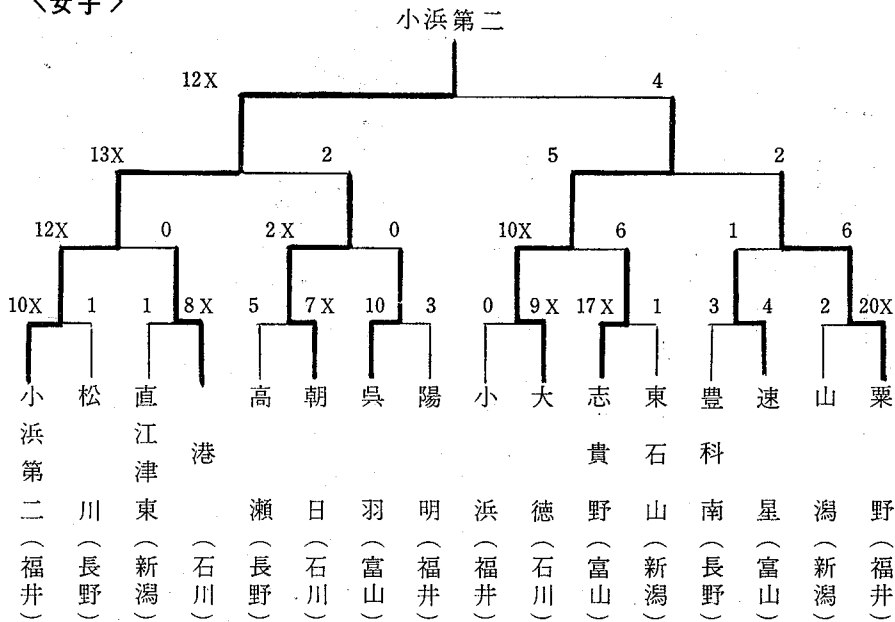 ＜女子＞
小浜第二
12X 4
13X 2 5 2
12X 0 2X 0 10X 6 1 6
10X 1 1 8X 5 7X 10 3 0 9X 17X 1 3 4 2 20X
小浜第二（福井）
松川（長野）
直江津東（新潟）
港（石川）
高瀬（長野）
朝日（石川）
呉羽（富山）
陽明（福井）
小浜（福井）
大徳（石川）
志貴野（富山）
東石山（新潟）
豊科南（長野）
速星（富山）
山潟（新潟）
粟野（福井）